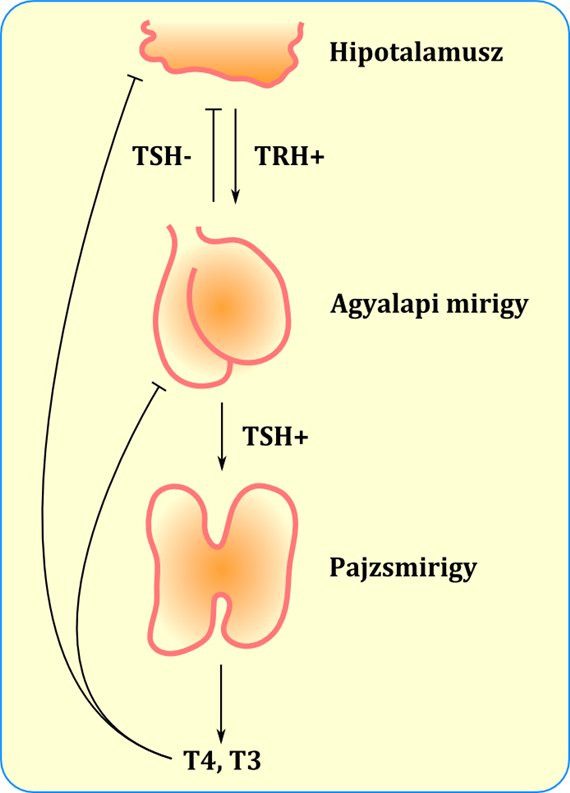 Hipotalamusz
TSH-
TRH+
Agyalapi mirigy
TSH+
Pajzsmirigy
T4, T3